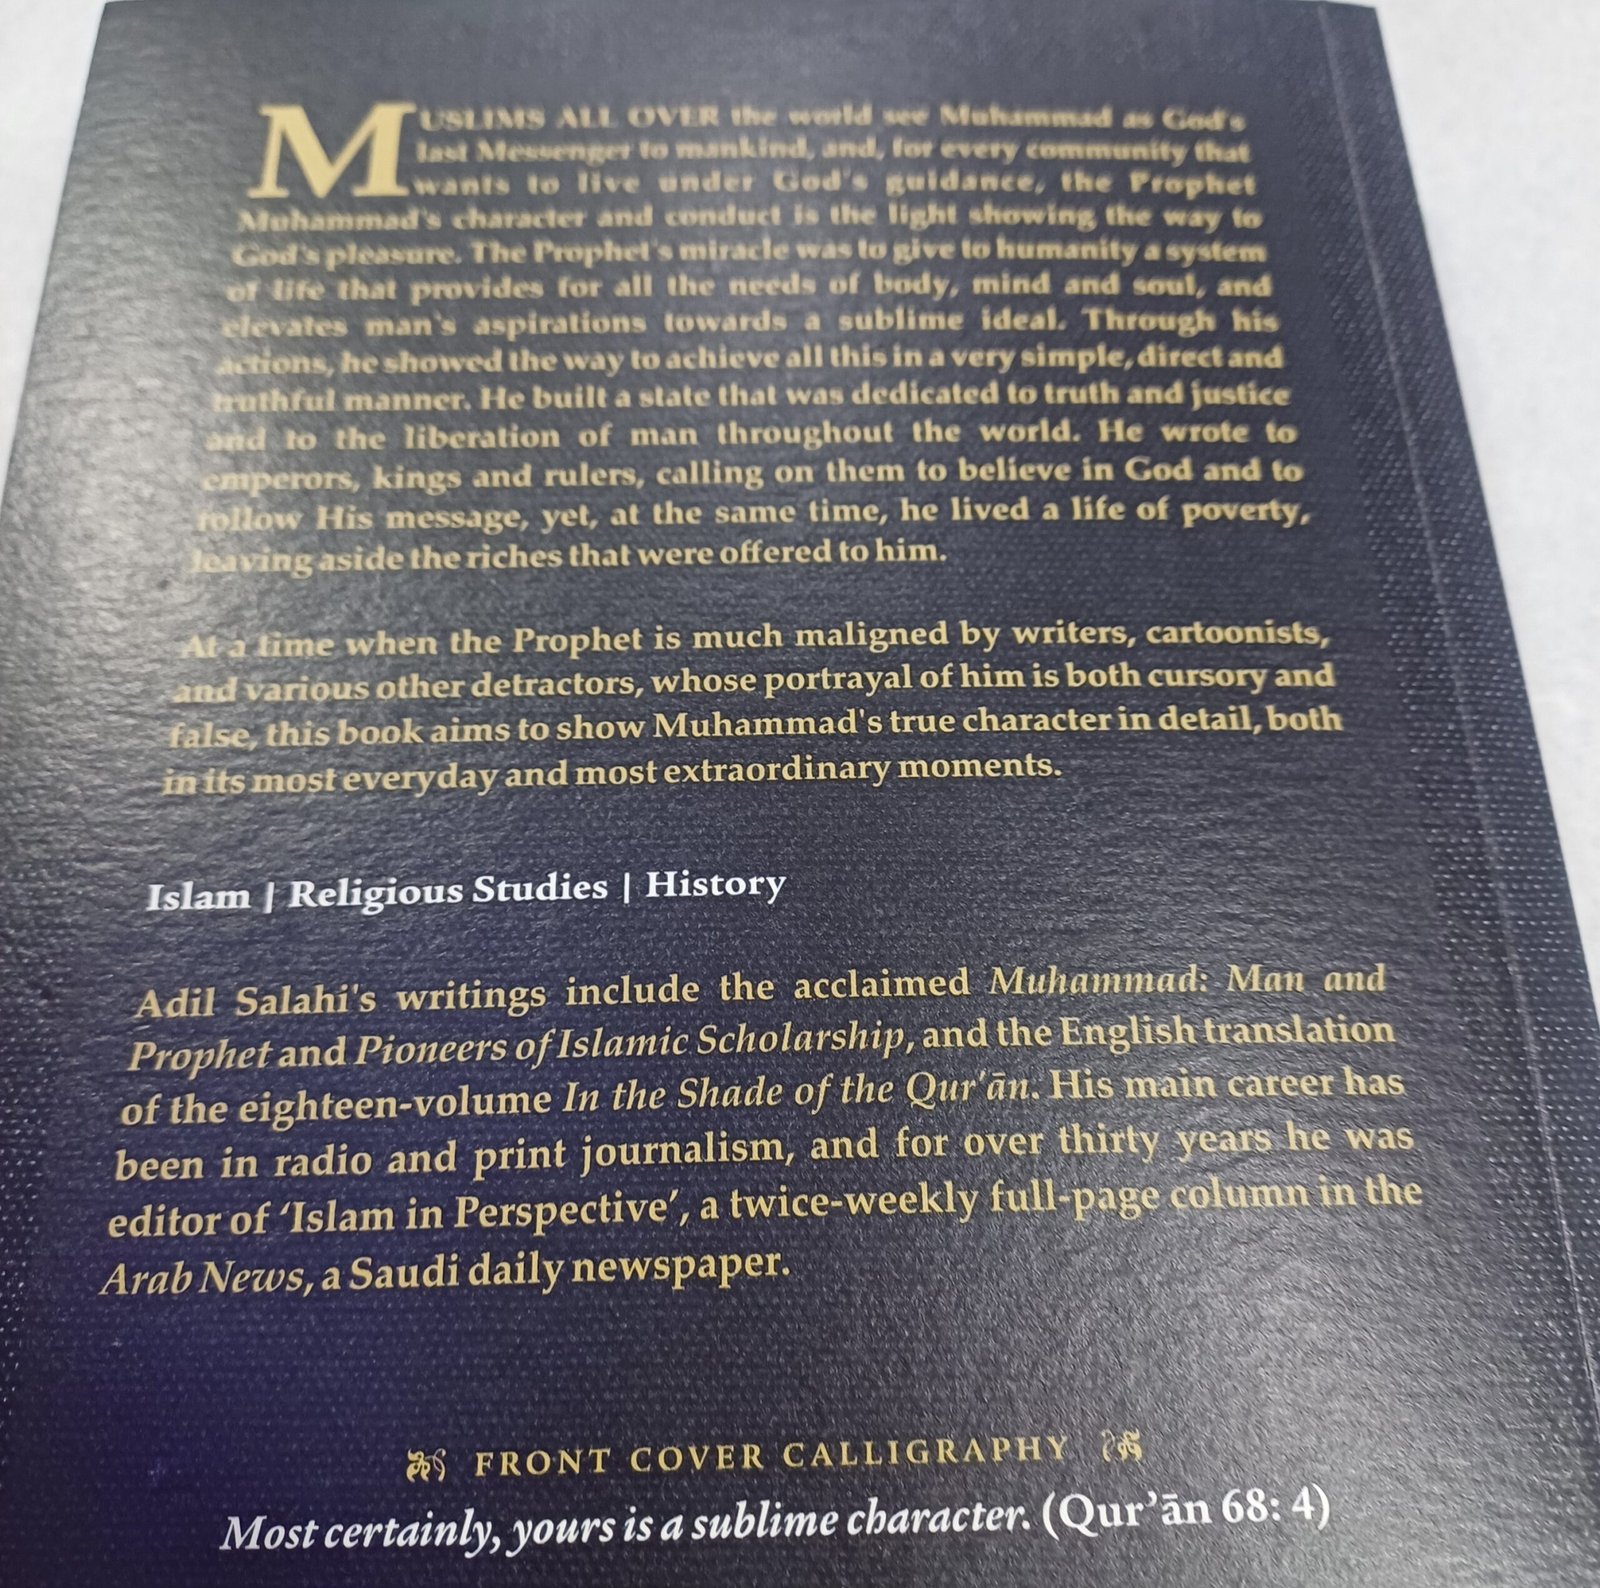 MUSLIMS ALL OVER the world see Muhammad as God's
last Messenger to mankind, and, for every community that
wants to live under God's guidance, the Prophet
Muhammad's character and conduct is the light showing the way to
God's pleasure. The Prophet's miracle was to give to humanity a system
of life that provides for all the needs of body, mind and soul, and
elevates man's aspirations towards a sublime ideal. Through his
actions, he showed the way to achieve all this in a very simple, direct and
truthful manner. He built a state that was dedicated to truth and justice
and to the liberation of man throughout the world. He wrote to
emperors, kings and rulers, calling on them to believe in God and to
follow His message, yet, at the same time, he lived a life of poverty,
leaving aside the riches that were offered to him.
At a time when the Prophet is much maligned by writers, cartoonists,
and various other detractors, whose portrayal of him is both cursory and
false, this book aims to show Muhammad's true character in detail, both
in its most everyday and most extraordinary moments.
Islam | Religious Studies | History
Adil Salahi's writings include the acclaimed Muhammad: Man and
Prophet and Pioneers of Islamic Scholarship, and the English translation
of the eighteen-volume In the Shade of the Qur'ān. His main career has
been in radio and print journalism, and for over thirty years he was
editor of ‘Islam in Perspective’, a twice-weekly full-page column in the
Arab News, a Saudi daily newspaper.
FRONT COVER CALLIGRAPHY
Most certainly, yours is a sublime character. (Qur’ān 68: 4)